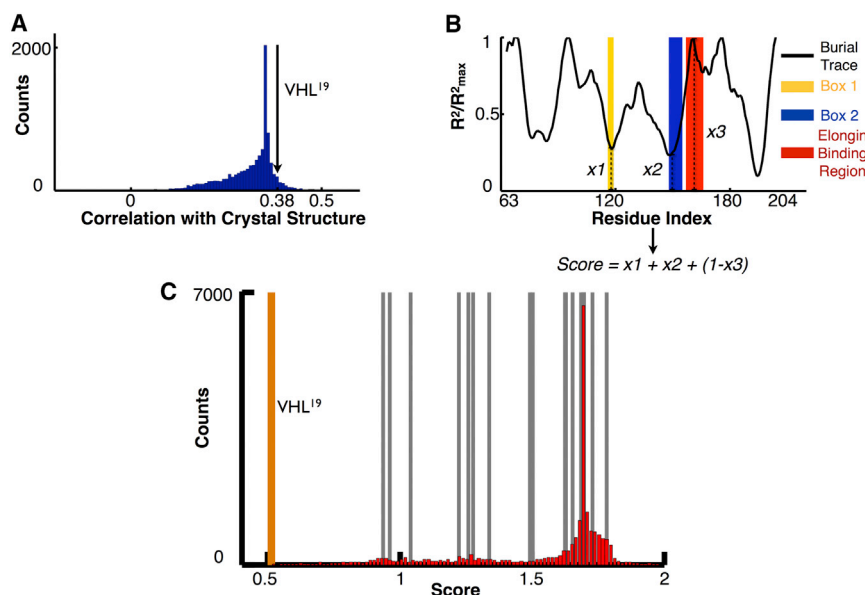 A
2000
Counts
0
VHL¹⁹
0
0.38
0.5
Correlation with Crystal Structure
B
1
0.5
0
R²/R²max
x1
x2
x3
63
120
180
204
Residue Index
Burial
Trace
Box 1
Box 2
Elongin
Binding
Region
Score = x1 + x2 + (1-x3)
C
7000
Counts
0
VHL¹⁹
0.5
1
1.5
2
Score